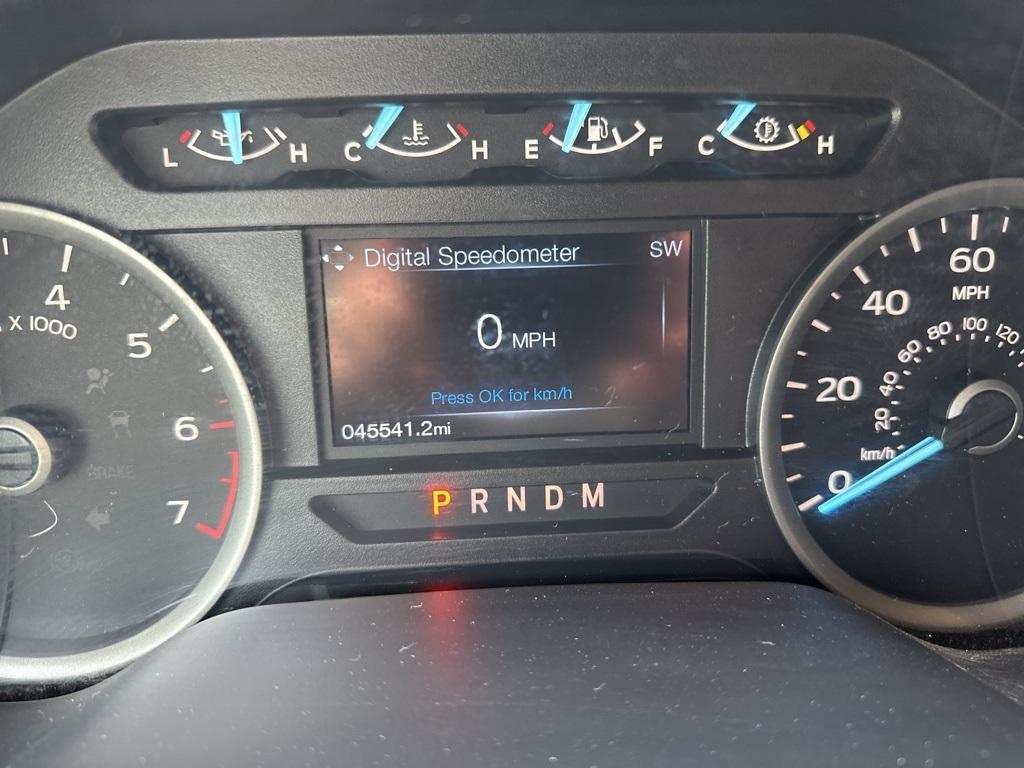 L H C H E F C H
Digital Speedometer SW
0 MPH
Press OK for km/h
045541.2mi
P R N D M
4
X 1000
5
6
7
BRAKE
0
20
40
60
MPH
20
40
60
80
100
120
km/h